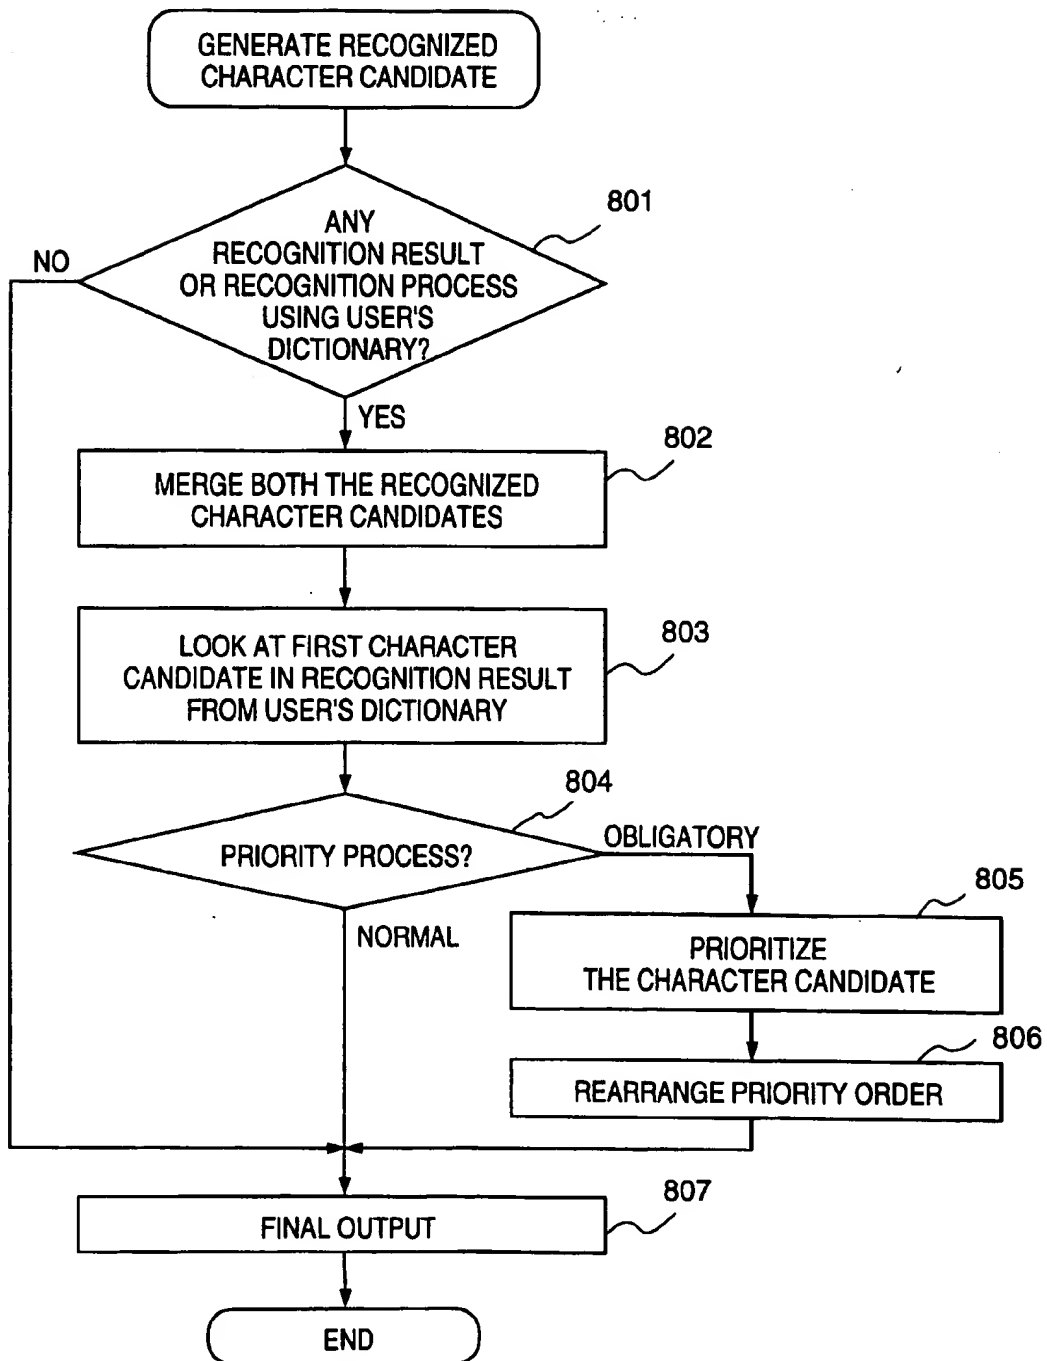 GENERATE RECOGNIZED
CHARACTER CANDIDATE
801
ANY
RECOGNITION RESULT
OR RECOGNITION PROCESS
USING USER'S
DICTIONARY?
NO
YES
802
MERGE BOTH THE RECOGNIZED
CHARACTER CANDIDATES
803
LOOK AT FIRST CHARACTER
CANDIDATE IN RECOGNITION RESULT
FROM USER'S DICTIONARY
804
PRIORITY PROCESS?
OBLIGATORY
NORMAL
805
PRIORITIZE
THE CHARACTER CANDIDATE
806
REARRANGE PRIORITY ORDER
807
FINAL OUTPUT
END